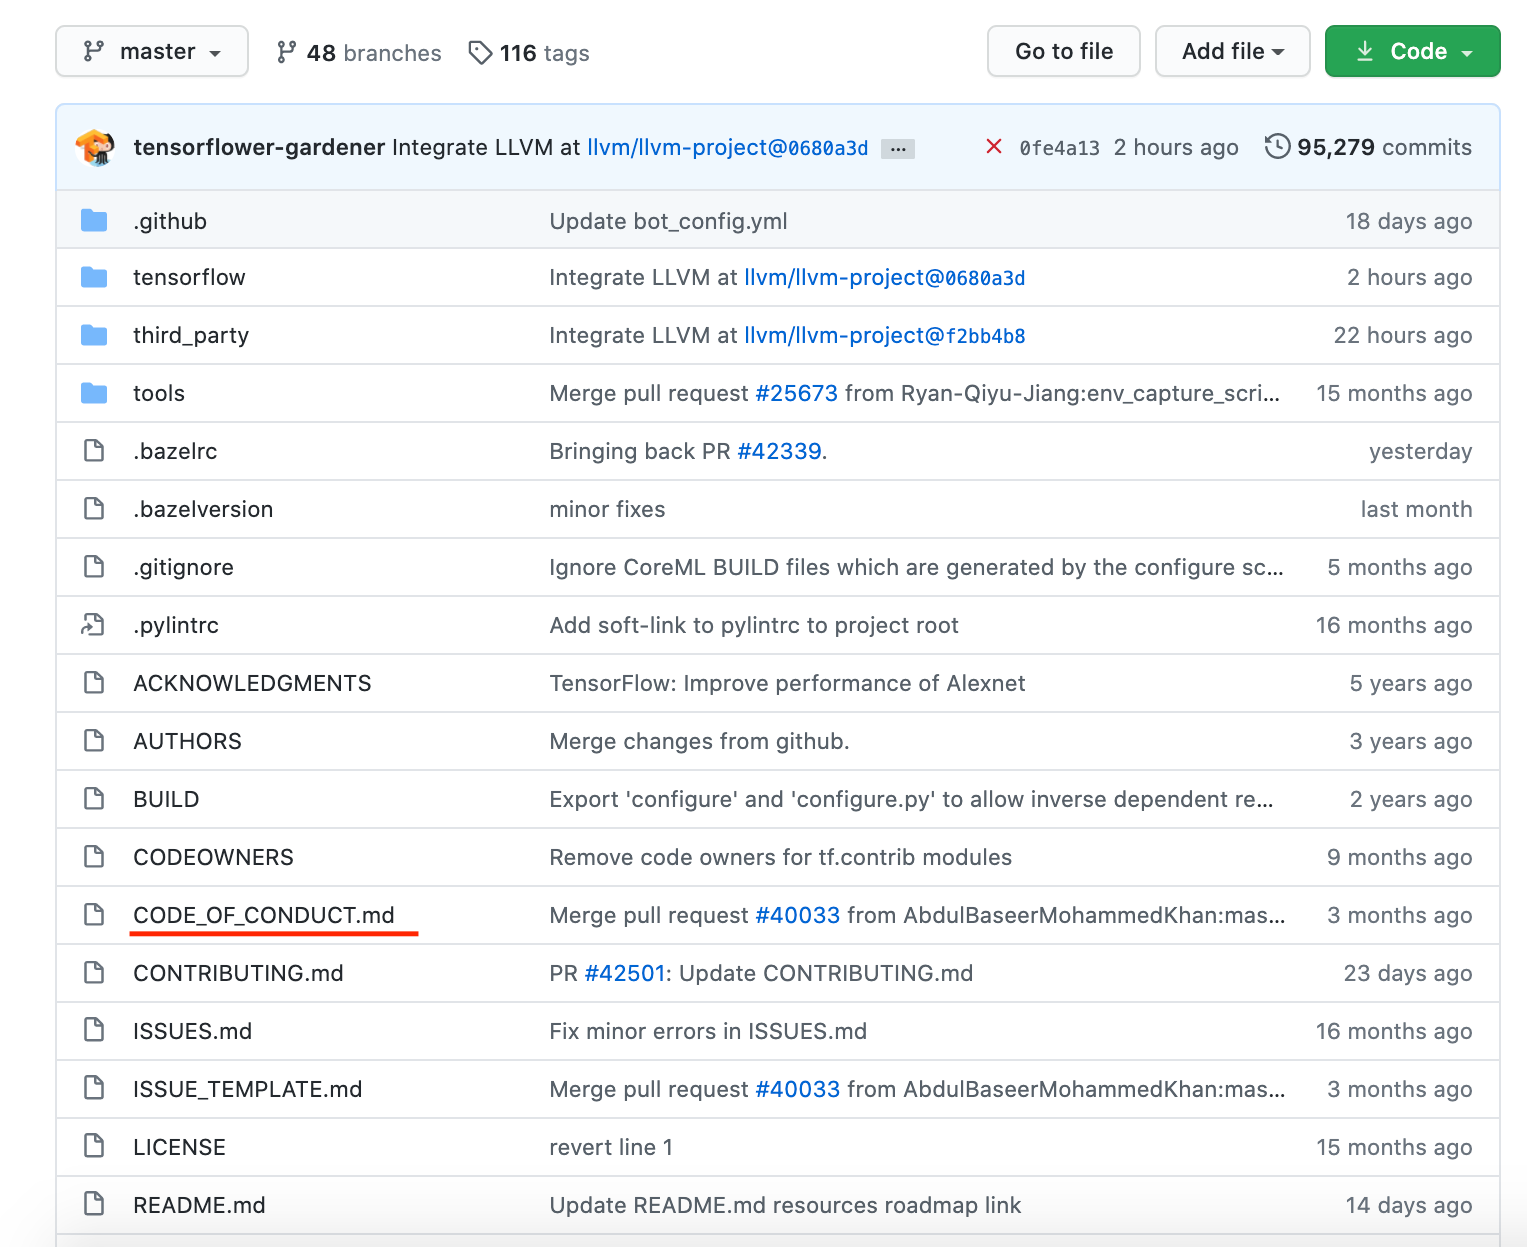 master 48 branches 116 tags Go to file Add file Code
tensorflower-gardener Integrate LLVM at llvm/llvm-project@0680a3d ... 0fe4a13 2 hours ago 95,279 commits
.github Update bot_config.yml 18 days ago
tensorflow Integrate LLVM at llvm/llvm-project@0680a3d 2 hours ago
third_party Integrate LLVM at llvm/llvm-project@f2bb4b8 22 hours ago
tools Merge pull request #25673 from Ryan-Qiyu-Jiang:env_capture_scri... 15 months ago
.bazelrc Bringing back PR #42339. yesterday
.bazelversion minor fixes last month
.gitignore Ignore CoreML BUILD files which are generated by the configure sc... 5 months ago
.pylintrc Add soft-link to pylintrc to project root 16 months ago
ACKNOWLEDGMENTS TensorFlow: Improve performance of Alexnet 5 years ago
AUTHORS Merge changes from github. 3 years ago
BUILD Export 'configure' and 'configure.py' to allow inverse dependent re... 2 years ago
CODEOWNERS Remove code owners for tf.contrib modules 9 months ago
CODE_OF_CONDUCT.md Merge pull request #40033 from AbdulBaseerMohammedKhan:mas... 3 months ago
CONTRIBUTING.md PR #42501: Update CONTRIBUTING.md 23 days ago
ISSUES.md Fix minor errors in ISSUES.md 16 months ago
ISSUE_TEMPLATE.md Merge pull request #40033 from AbdulBaseerMohammedKhan:mas... 3 months ago
LICENSE revert line 1 15 months ago
README.md Update README.md resources roadmap link 14 days ago